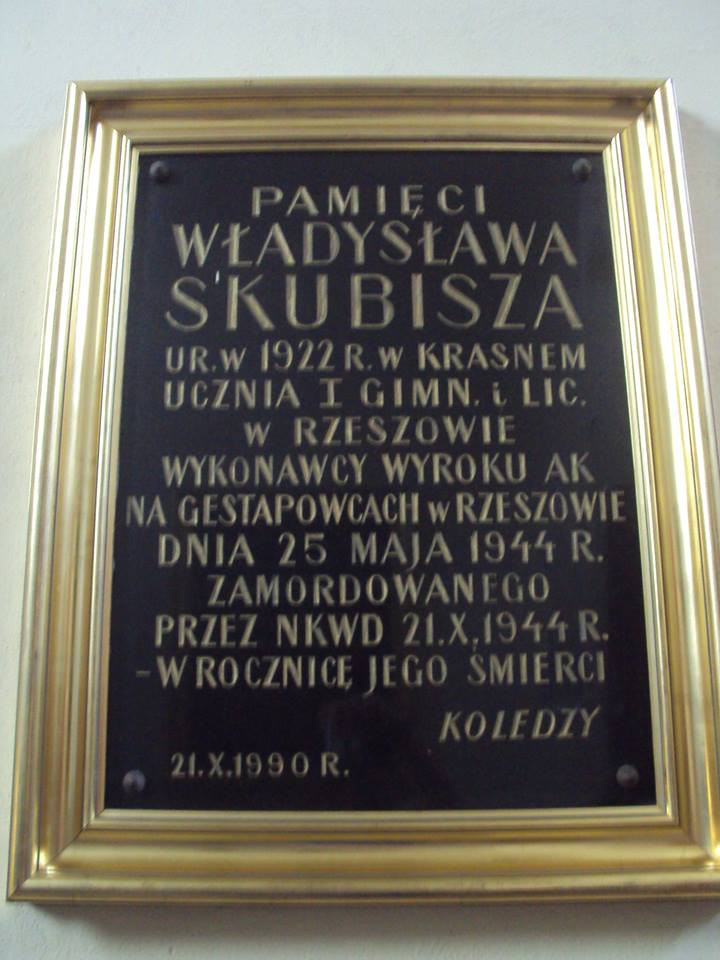 PAMIĘCI
WŁADYSŁAWA
SKUBISZA
UR. W 1922 R. W KRASNEM
UCZNIA I GIMN. i LIC.
W RZESZOWIE
WYKONAWCY WYROKU AK
NA GESTAPOWCACH W RZESZOWIE
DNIA 25 MAJA 1944 R.
ZAMORDOWANEGO
PRZEZ NKWD 21.X.1944 R.
- W ROCZNICĘ JEGO ŚMIERCI
KOLEDZY
21.X.1990 R.